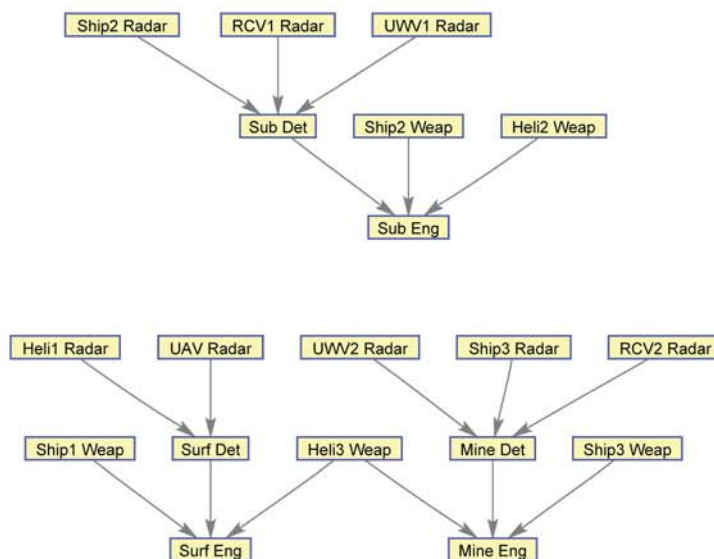 Ship2 Radar
RCV1 Radar
UWV1 Radar
Sub Det
Ship2 Weap
Heli2 Weap
Sub Eng
Heli1 Radar
UAV Radar
UWV2 Radar
Ship3 Radar
RCV2 Radar
Ship1 Weap
Surf Det
Heli3 Weap
Mine Det
Ship3 Weap
Surf Eng
Mine Eng